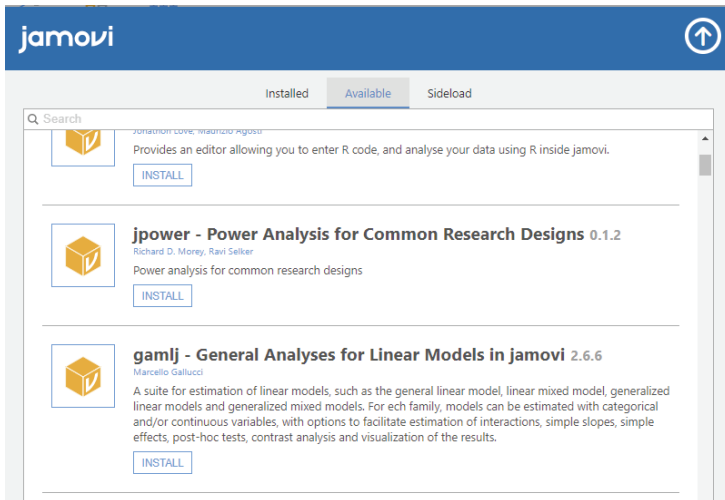 jamovi
Installed Available Sideload
Search
Jonathon Love, Maurizio Agosti
Provides an editor allowing you to enter R code, and analyse your data using R inside jamovi.
INSTALL
jpower - Power Analysis for Common Research Designs 0.1.2
Richard D. Morey, Ravi Selker
Power analysis for common research designs
INSTALL
gamlj - General Analyses for Linear Models in jamovi 2.6.6
Marcello Gallucci
A suite for estimation of linear models, such as the general linear model, linear mixed model, generalized
linear models and generalized mixed models. For ech family, models can be estimated with categorical
and/or continuous variables, with options to facilitate estimation of interactions, simple slopes, simple
effects, post-hoc tests, contrast analysis and visualization of the results.
INSTALL